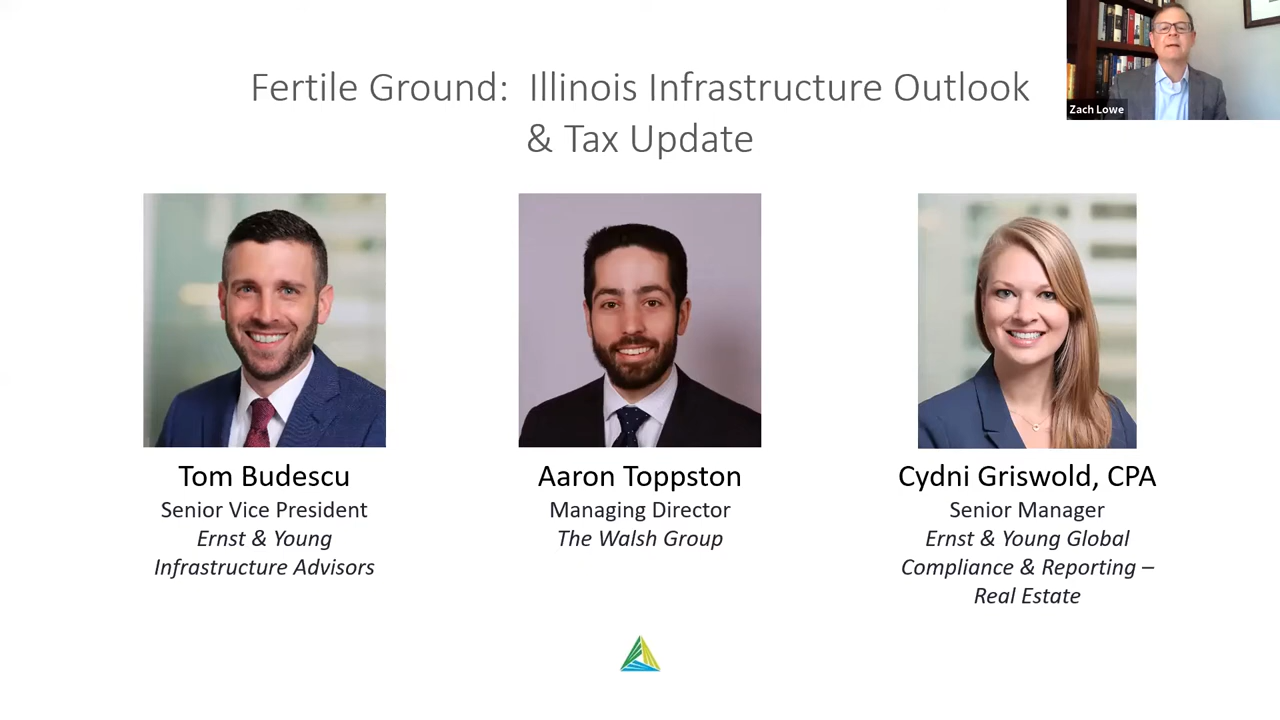 Fertile Ground: Illinois Infrastructure Outlook
& Tax Update
Zach Lowe
Tom Budescu
Senior Vice President
Ernst & Young
Infrastructure Advisors
Aaron Toppston
Managing Director
The Walsh Group
Cydni Griswold, CPA
Senior Manager
Ernst & Young Global
Compliance & Reporting –
Real Estate